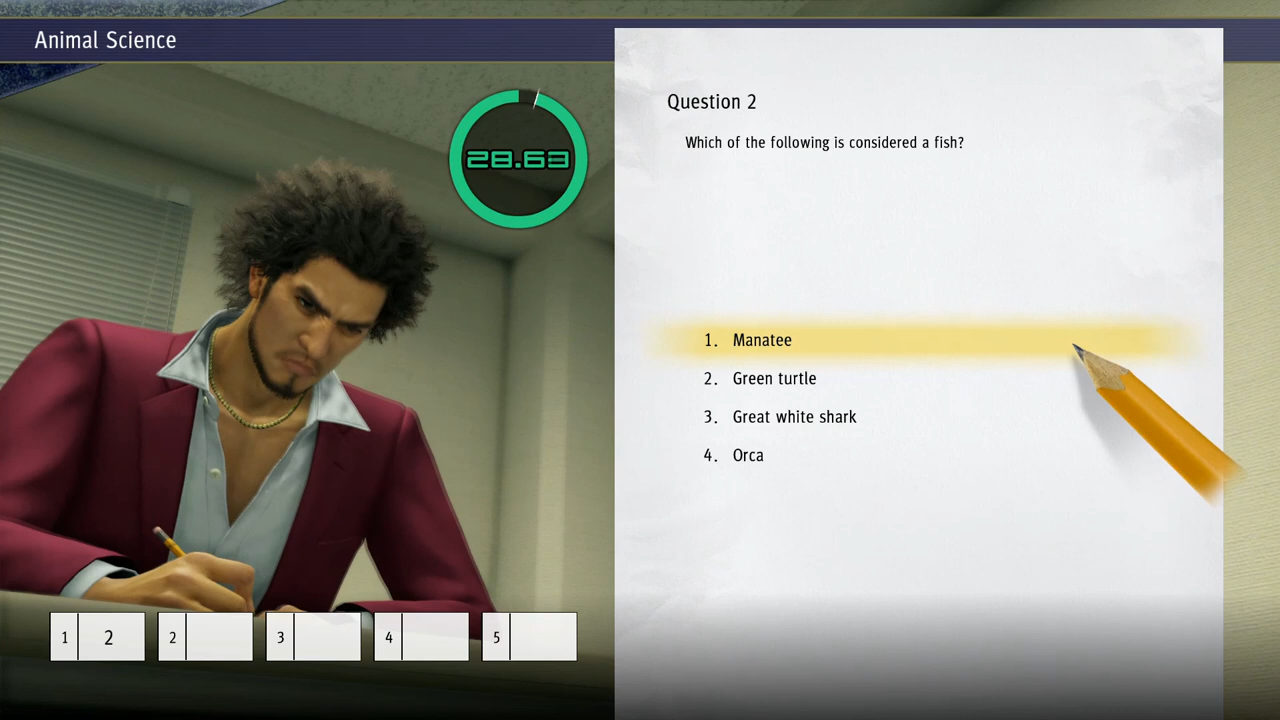 Animal Science
28.63
Question 2
Which of the following is considered a fish?
1. Manatee
2. Green turtle
3. Great white shark
4. Orca
1 2 2 3 4 5